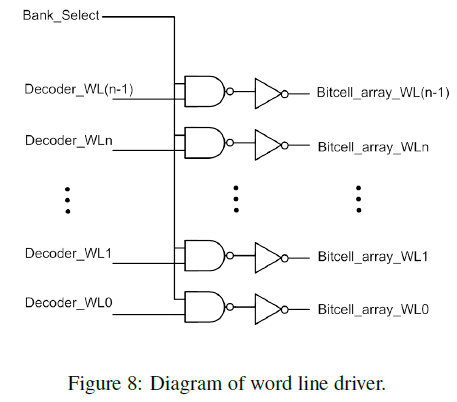 Bank_Select
Decoder_WL(n-1) Bitcell_array_WL(n-1)
Decoder_WLn Bitcell_array_WLn
Decoder_WL1 Bitcell_array_WL1
Decoder_WL0 Bitcell_array_WL0
Figure 8: Diagram of word line driver.